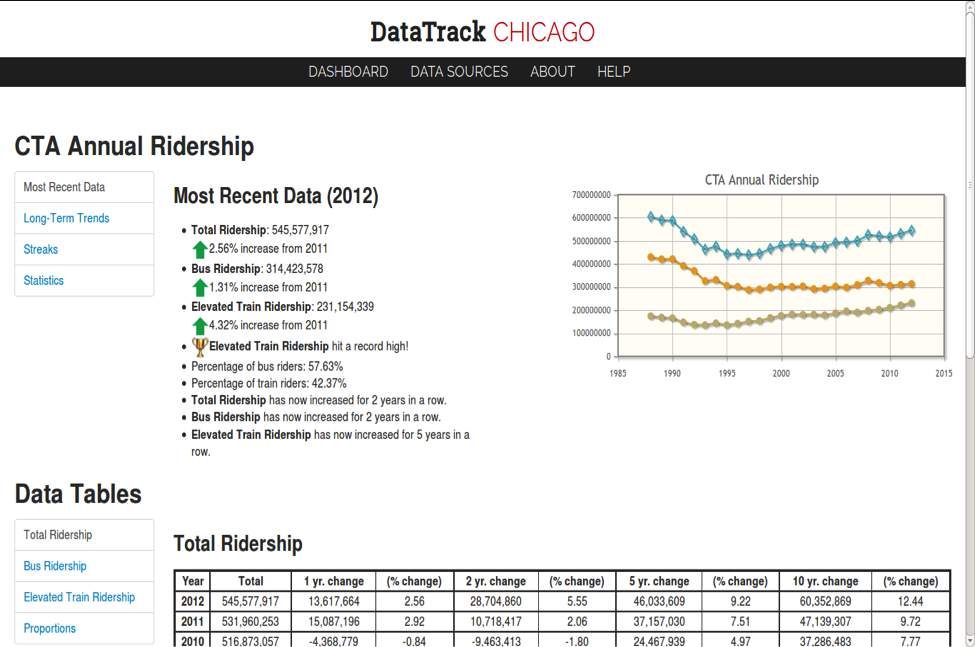 DataTrack CHICAGO
DASHBOARD DATA SOURCES ABOUT HELP
CTA Annual Ridership
Most Recent Data
Long-Term Trends
Streaks
Statistics
Most Recent Data (2012)
Total Ridership: 545,577,917
2.56% increase from 2011
Bus Ridership: 314,423,578
1.31% increase from 2011
Elevated Train Ridership: 231,154,339
4.32% increase from 2011
Elevated Train Ridership hit a record high!
Percentage of bus riders: 57.63%
Percentage of train riders: 42.37%
Total Ridership has now increased for 2 years in a row.
Bus Ridership has now increased for 2 years in a row.
Elevated Train Ridership has now increased for 5 years in a
row.
CTA Annual Ridership
700000000
600000000
500000000
400000000
300000000
200000000
100000000
0
1985 1990 1995 2000 2005 2010 2015
Data Tables
Total Ridership
Bus Ridership
Elevated Train Ridership
Proportions
Total Ridership
Year Total 1 yr. change (% change) 2 yr. change (% change) 5 yr. change (% change) 10 yr. change (% change)
2012 545,577,917 13,617,664 2.56 28,704,860 5.55 46,033,609 9.22 60,352,869 12.44
2011 531,960,253 15,087,196 2.92 10,718,417 2.06 37,157,030 7.51 47,139,307 9.72
2010 516,873,057 -4,368,779 -0.84 -9,463,413 -1.80 24,467,939 4.97 37,286,483 7.77